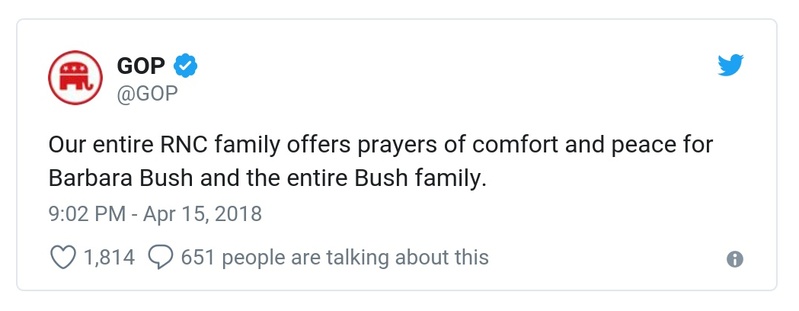 GOP
@GOP
Our entire RNC family offers prayers of comfort and peace for
Barbara Bush and the entire Bush family.
9:02 PM - Apr 15, 2018
1,814 651 people are talking about this